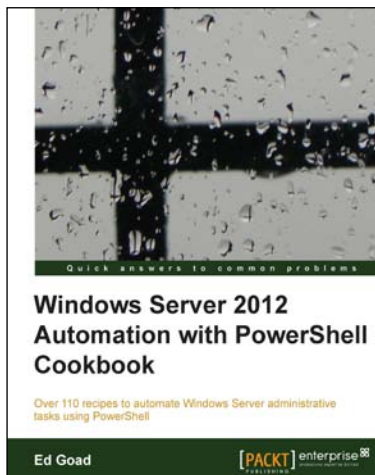 Quick answers to common problems
Windows Server 2012
Automation with PowerShell
Cookbook
Over 110 recipes to automate Windows Server administrative
tasks using PowerShell
Ed Goad
[PACKT] enterprise
PUBLISHING